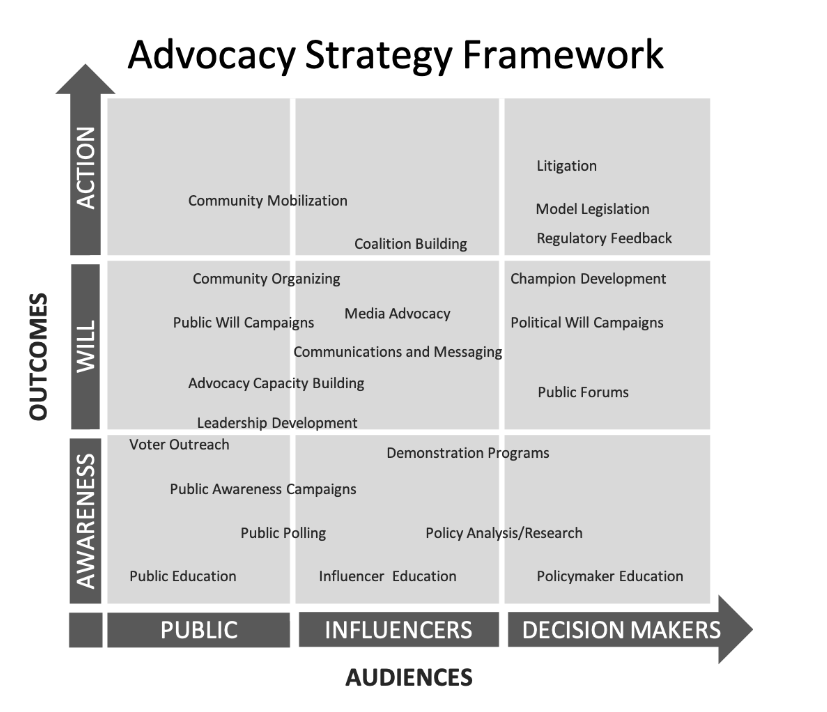 Advocacy Strategy Framework
OUTCOMES
ACTION
Litigation
Community Mobilization
Model Legislation
Regulatory Feedback
Coalition Building
WILL
Community Organizing
Champion Development
Media Advocacy
Public Will Campaigns
Political Will Campaigns
Communications and Messaging
Advocacy Capacity Building
Public Forums
Leadership Development
AWARENESS
Voter Outreach
Demonstration Programs
Public Awareness Campaigns
Public Polling
Policy Analysis/Research
Public Education
Influencer Education
Policymaker Education
PUBLIC
INFLUENCERS
DECISION MAKERS
AUDIENCES